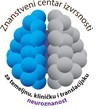 Znanstveni centar izvrsnosti
za temeljnu, kliničku i translacijsku
neuroznanost